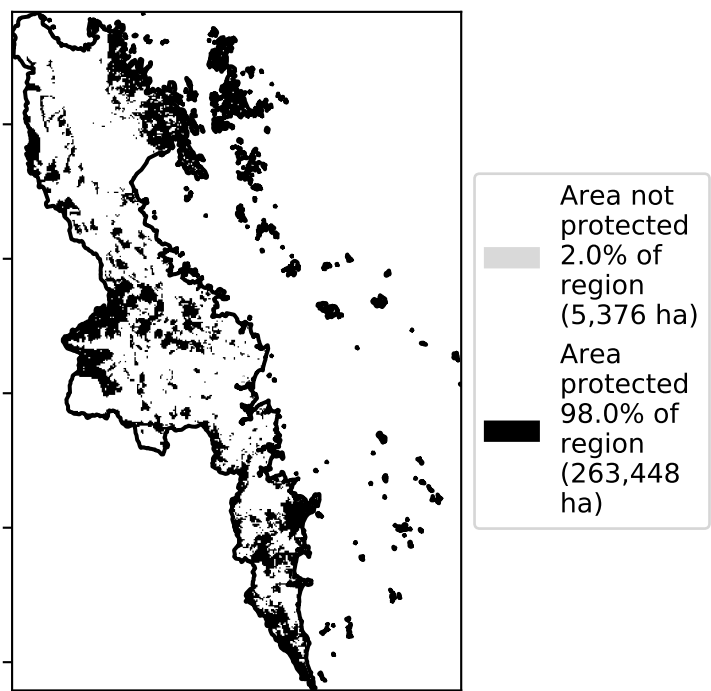 Area not
protected
2.0% of
region
(5,376 ha)
Area
protected
98.0% of
region
(263,448
ha)